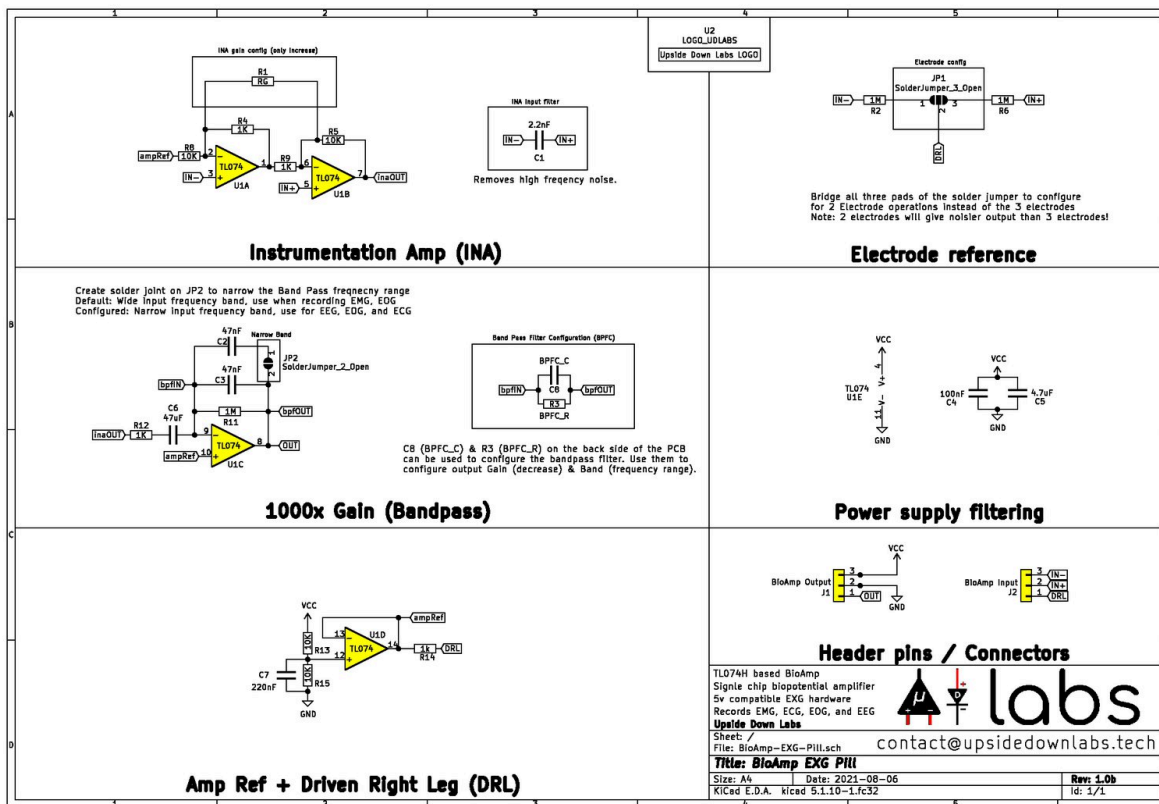 1 2 3 4 5
U2
LOGO_UDLABS
Upside Down Labs LOGO
INA gain config (only increase)
R1
RG
R4
1K
R5
10K
ampRef
R8
10K
2
TL074
1
R9
1K
6
TL074
7
inaOUT
IN-
3
U1A
IN+
5
U1B
INA input filter
2.2nF
IN-
IN+
C1
Removes high freqency noise.
Instrumentation Amp (INA)
Electrode config
JP1
SolderJumper_3_Open
IN-
1M
R2
1
2
3
1M
R6
IN+
DRL
Bridge all three pads of the solder jumper to configure
for 2 Electrode operations instead of the 3 electrodes
Note: 2 electrodes will give noisier output than 3 electrodes!
Electrode reference
A
B
C
D
Create solder joint on JP2 to narrow the Band Pass freqnecny range
Default: Wide input frequency band, use when recording EMG, EOG
Configured: Narrow input frequency band, use for EEG, EOG, and ECG
47nF
C2
Narrow Band
1
JP2
SolderJumper_2_Open
2
47nF
C3
bpfIN
bpfOUT
1M
R11
C6
47uF
inaOUT
R12
1K
9
TL074
8
OUT
ampRef
10
U1C
Band Pass Filter Configuration (BPFC)
BPFC_C
bpfIN
C8
bpfOUT
R3
BPFC_R
C8 (BPFC_C) & R3 (BPFC_R) on the back side of the PCB
can be used to configure the bandpass filter. Use them to
configure output Gain (decrease) & Band (frequency range).
1000x Gain (Bandpass)
VCC
4
V+
TL074
U1E
V-
11
GND
VCC
100nF
C4
4.7uF
C5
GND
Power supply filtering
VCC
10K
R13
13
U1D
TL074
12
14
ampRef
1k
R14
DRL
C7
220nF
10K
R15
GND
Amp Ref + Driven Right Leg (DRL)
VCC
BioAmp Output
J1
3
2
1
OUT
GND
BioAmp Input
J2
3
2
1
IN-
IN+
DRL
Header pins / Connectors
TL074H based BioAmp
Signle chip biopotential amplifier
5v compatible EXG hardware
Records EMG, ECG, EOG, and EEG
Upside Down Labs
μ D labs
contact@upsidedownlabs.tech
Sheet: /
File: BioAmp-EXG-Pill.sch
Title: BioAmp EXG Pill
Size: A4
Date: 2021-08-06
Rev: 1.0b
KiCad E.D.A. kicad 5.1.10-1.fc32
Id: 1/1
1 2 3 4 5